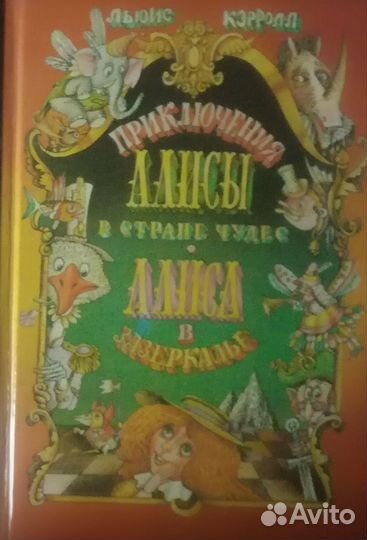 ЛЬЮИС КЭРРОЛЛ
ПРИКЛЮЧЕНИЯ
АЛИСЫ
В СТРАНЕ ЧУДЕС
АЛИСА
В
ЗАЗЕРКАЛЬЕ
Avito